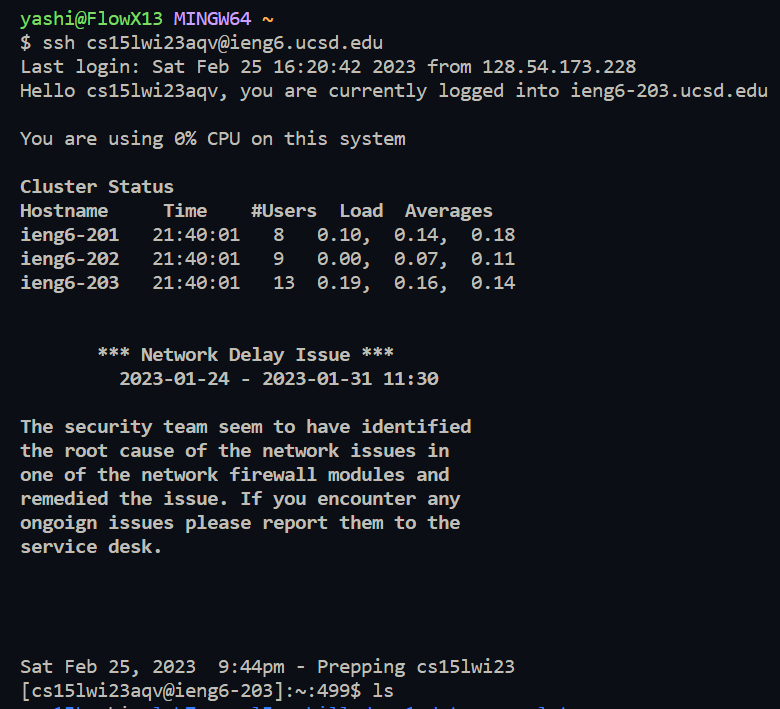 yashi@FlowX13 MINGW64 ~
$ ssh cs15lwi23aqv@ieng6.ucsd.edu
Last login: Sat Feb 25 16:20:42 2023 from 128.54.173.228
Hello cs15lwi23aqv, you are currently logged into ieng6-203.ucsd.edu
You are using 0% CPU on this system
Cluster Status
Hostname     Time    #Users  Load  Averages
ieng6-201   21:40:01   8   0.10,  0.14,  0.18
ieng6-202   21:40:01   9   0.00,  0.07,  0.11
ieng6-203   21:40:01   13  0.19,  0.16,  0.14
*** Network Delay Issue ***
2023-01-24 - 2023-01-31 11:30
The security team seem to have identified
the root cause of the network issues in
one of the network firewall modules and
remedied the issue. If you encounter any
ongoign issues please report them to the
service desk.
Sat Feb 25, 2023  9:44pm - Prepping cs15lwi23
[cs15lwi23aqv@ieng6-203]:~:499$ ls